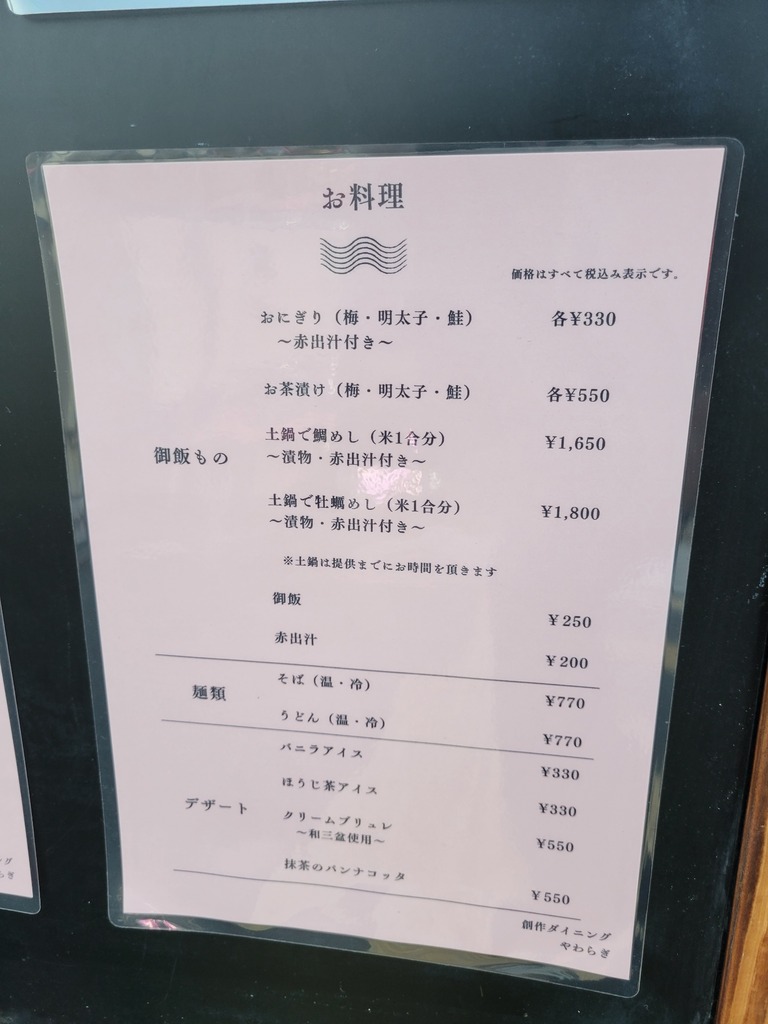 お料理
価格はすべて税込み表示です。
おにぎり（梅・明太子・鮭） 各¥330
～赤出汁付き～
お茶漬け（梅・明太子・鮭） 各¥550
御飯もの
土鍋で鯛めし（米1合分） ¥1,650
～漬物・赤出汁付き～
土鍋で牡蠣めし（米1合分） ¥1,800
～漬物・赤出汁付き～
※土鍋は提供までにお時間を頂きます
御飯 ¥250
赤出汁 ¥200
麺類
そば（温・冷） ¥770
うどん（温・冷） ¥770
デザート
バニラアイス ¥330
ほうじ茶アイス ¥330
クリームブリュレ ¥550
～和三盆使用～
抹茶のパンナコッタ ¥550
創作ダイニング
やわらぎ